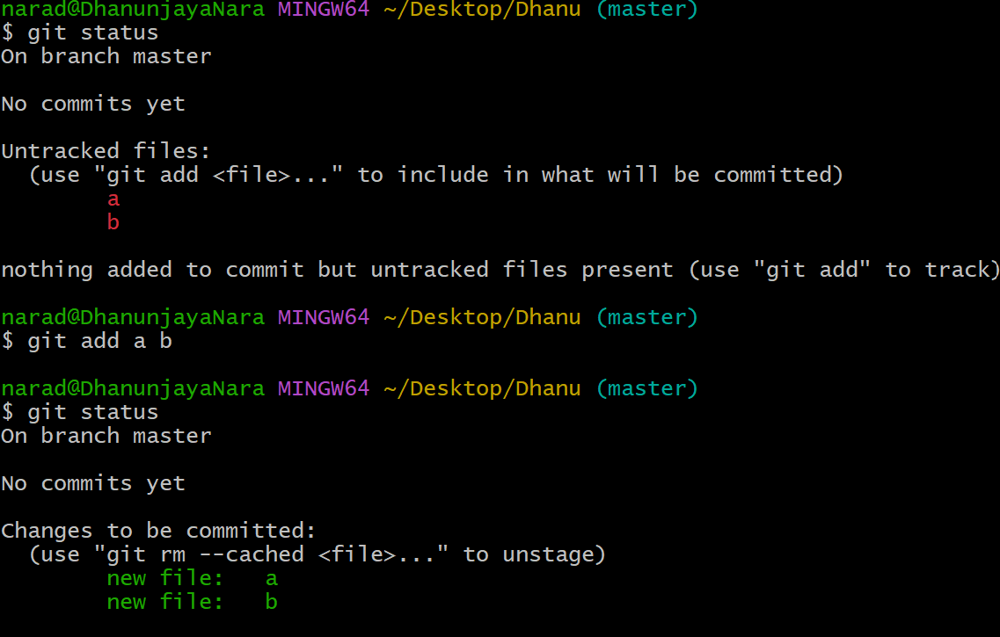 narad@DhanunjayaNara MINGW64 ~/Desktop/Dhanu (master)
$ git status
On branch master
No commits yet
Untracked files:
  (use "git add <file>..." to include in what will be committed)
        a
        b
nothing added to commit but untracked files present (use "git add" to track)
narad@DhanunjayaNara MINGW64 ~/Desktop/Dhanu (master)
$ git add a b
narad@DhanunjayaNara MINGW64 ~/Desktop/Dhanu (master)
$ git status
On branch master
No commits yet
Changes to be committed:
  (use "git rm --cached <file>..." to unstage)
        new file:   a
        new file:   b